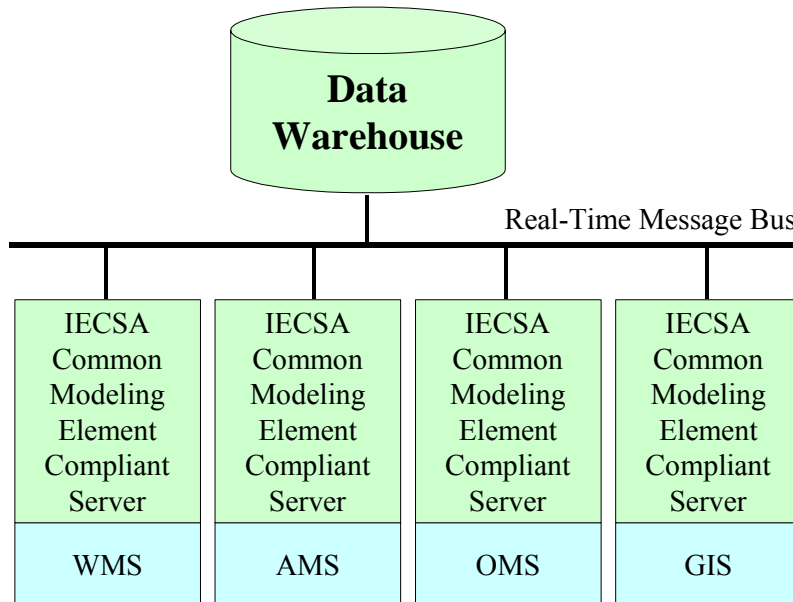 Data
Warehouse
Real-Time Message Bus
IECSA
Common
Modeling
Element
Compliant
Server
WMS
IECSA
Common
Modeling
Element
Compliant
Server
AMS
IECSA
Common
Modeling
Element
Compliant
Server
OMS
IECSA
Common
Modeling
Element
Compliant
Server
GIS